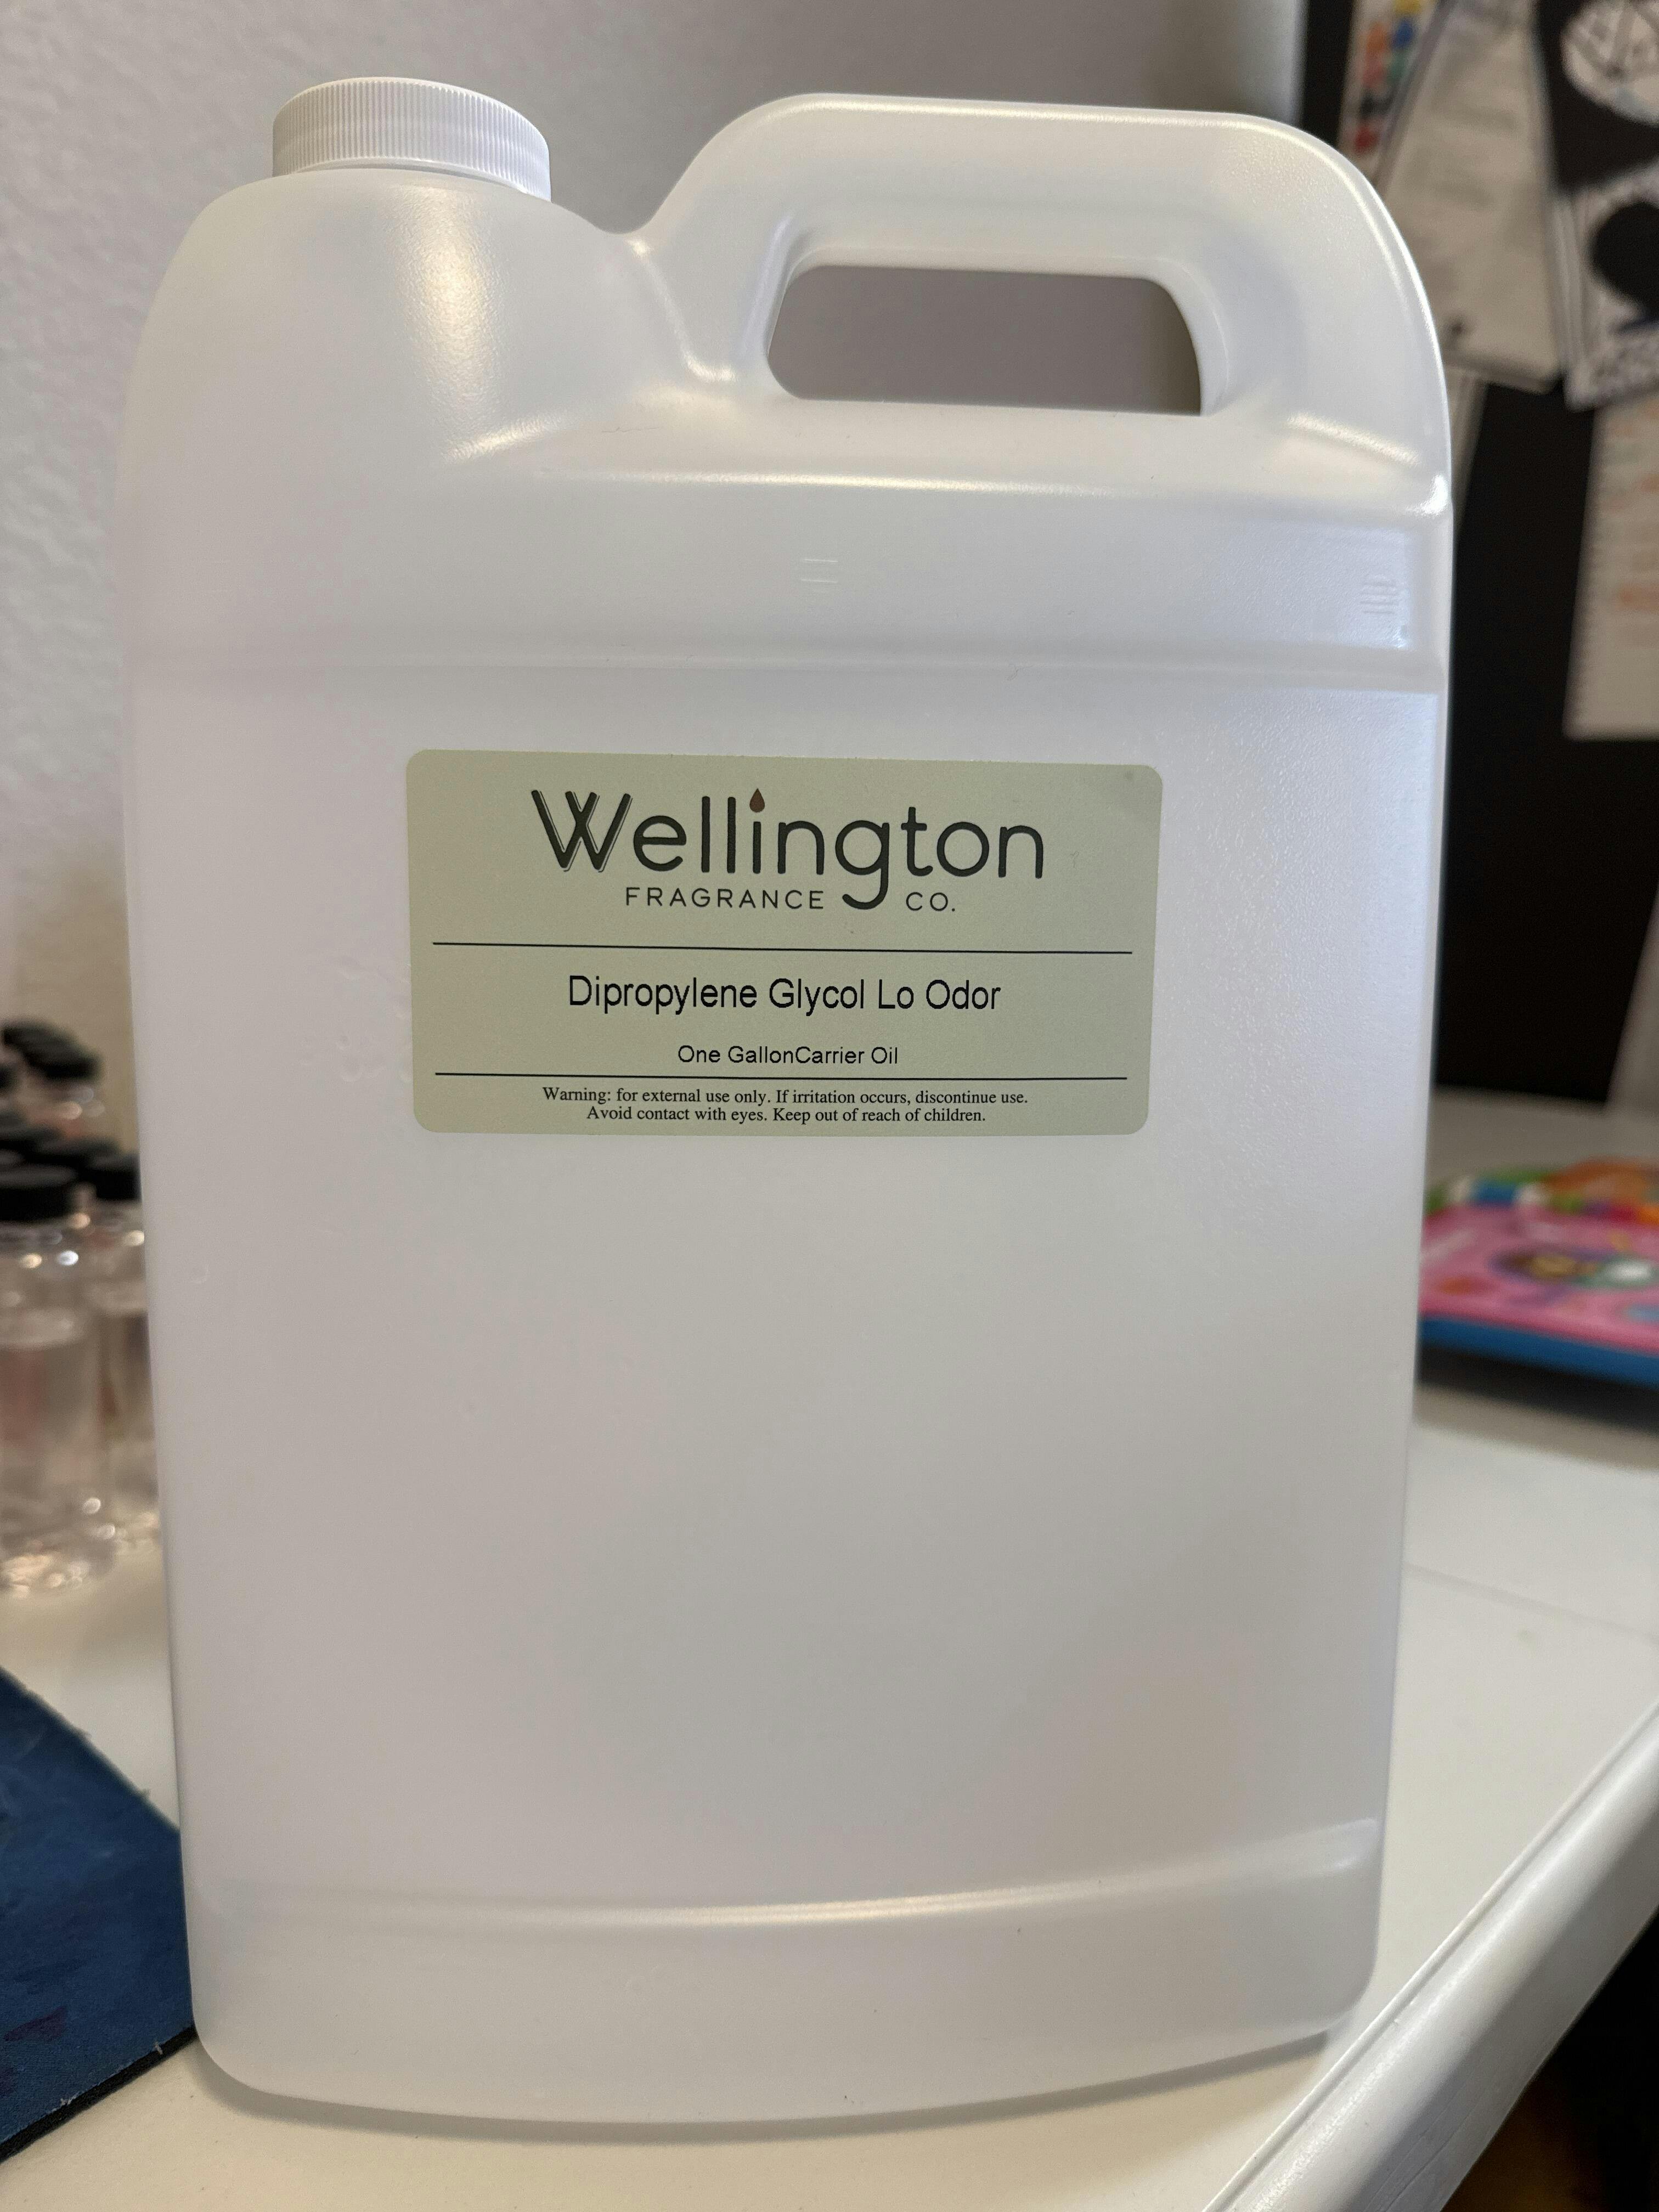 Wellington
FRAGRANCE CO.
Dipropylene Glycol Lo Odor
One GallonCarrier Oil
Warning: for external use only. If irritation occurs, discontinue use.
Avoid contact with eyes. Keep out of reach of children.